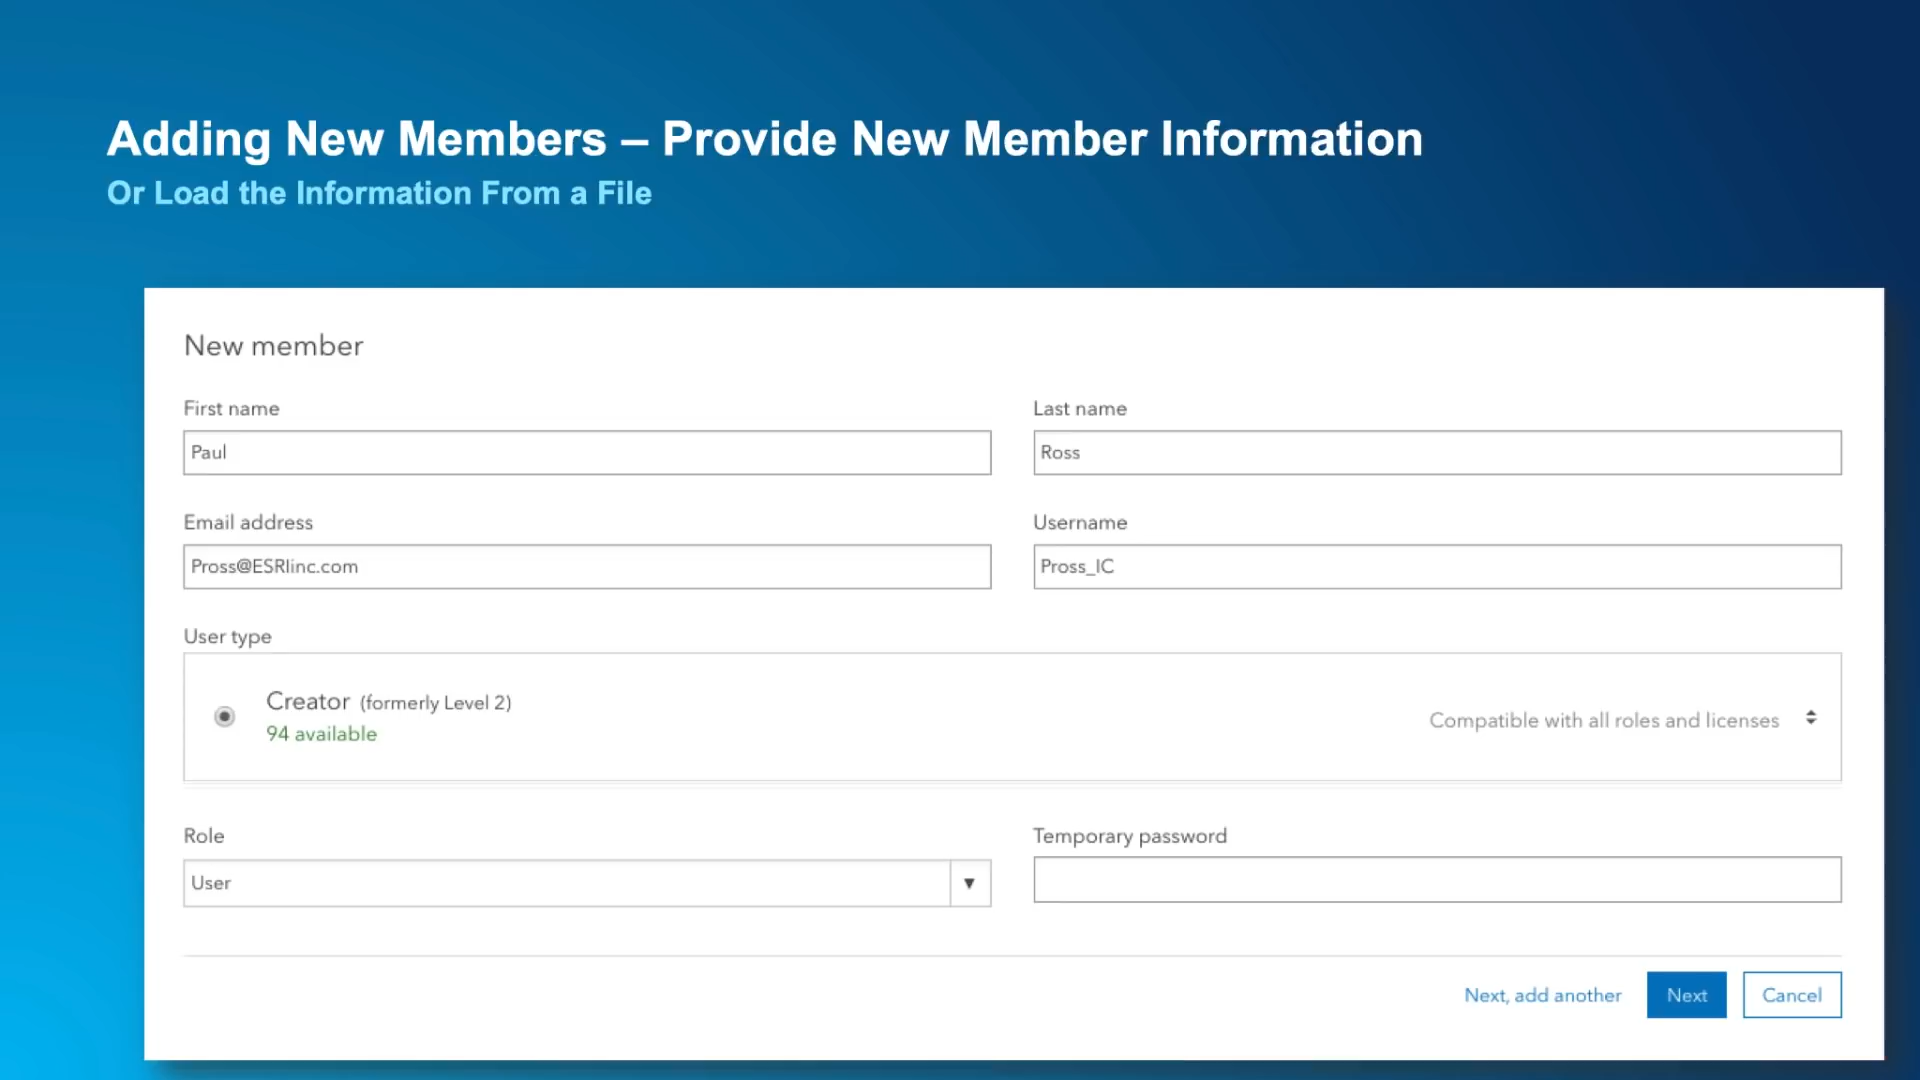 Adding New Members – Provide New Member Information
Or Load the Information From a File
New member
First name
Last name
Paul
Ross
Email address
Username
Pross@ESRIinc.com
Pross_IC
User type
Creator (formerly Level 2)
94 available
Compatible with all roles and licenses
Role
Temporary password
User
Next, add another
Next
Cancel